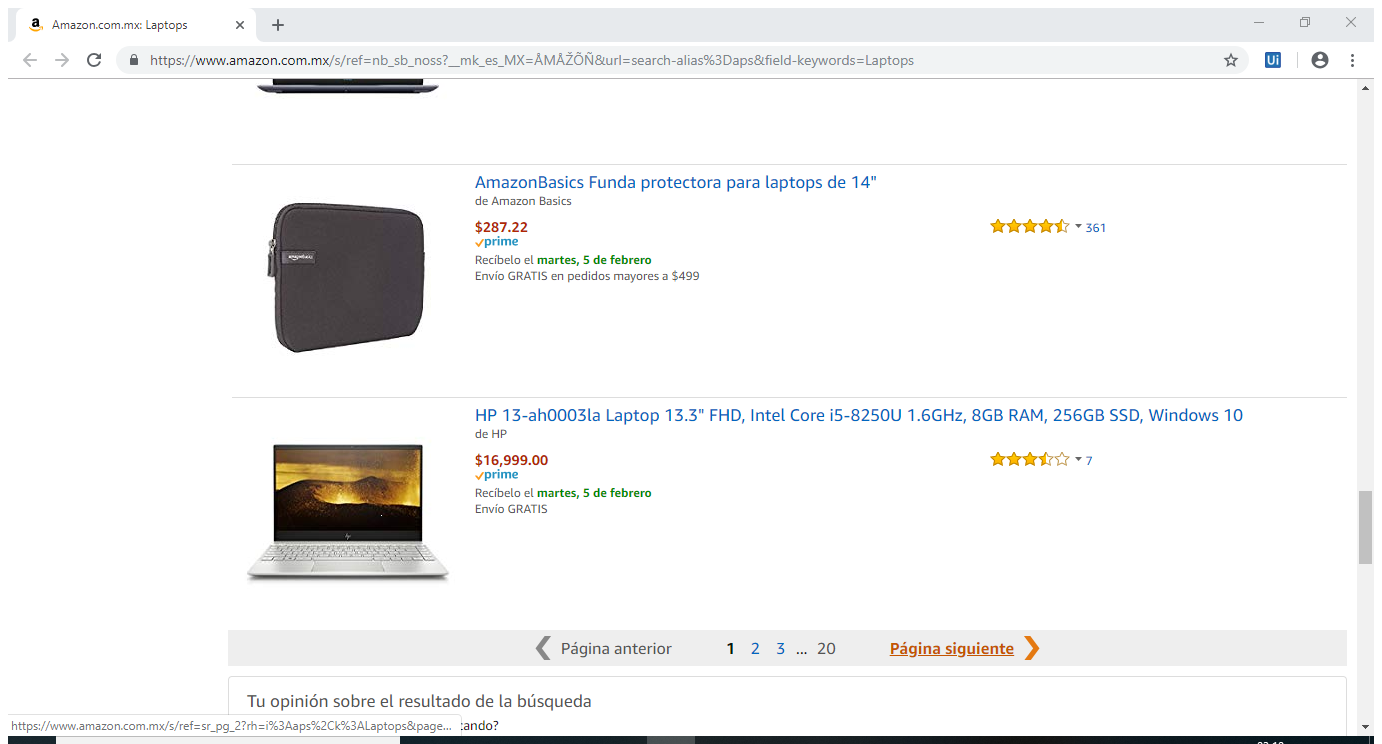 Amazon.com.mx: Laptops
https://www.amazon.com.mx/s/ref=nb_sb_noss?__mk_es_MX=ÅMÅŽÕÑ&url=search-alias%3Daps&field-keywords=Laptops
Ui
AmazonBasics Funda protectora para laptops de 14"
de Amazon Basics
$287.22
361
prime
Recíbelo el martes, 5 de febrero
Envío GRATIS en pedidos mayores a $499
HP 13-ah0003la Laptop 13.3" FHD, Intel Core i5-8250U 1.6GHz, 8GB RAM, 256GB SSD, Windows 10
de HP
$16,999.00
7
prime
Recíbelo el martes, 5 de febrero
Envío GRATIS
Página anterior 1 2 3 ... 20 Página siguiente
Tu opinión sobre el resultado de la búsqueda
https://www.amazon.com.mx/s/ref=sr_pg_2?rh=i%3Aaps%2Ck%3ALaptops&page... tando?